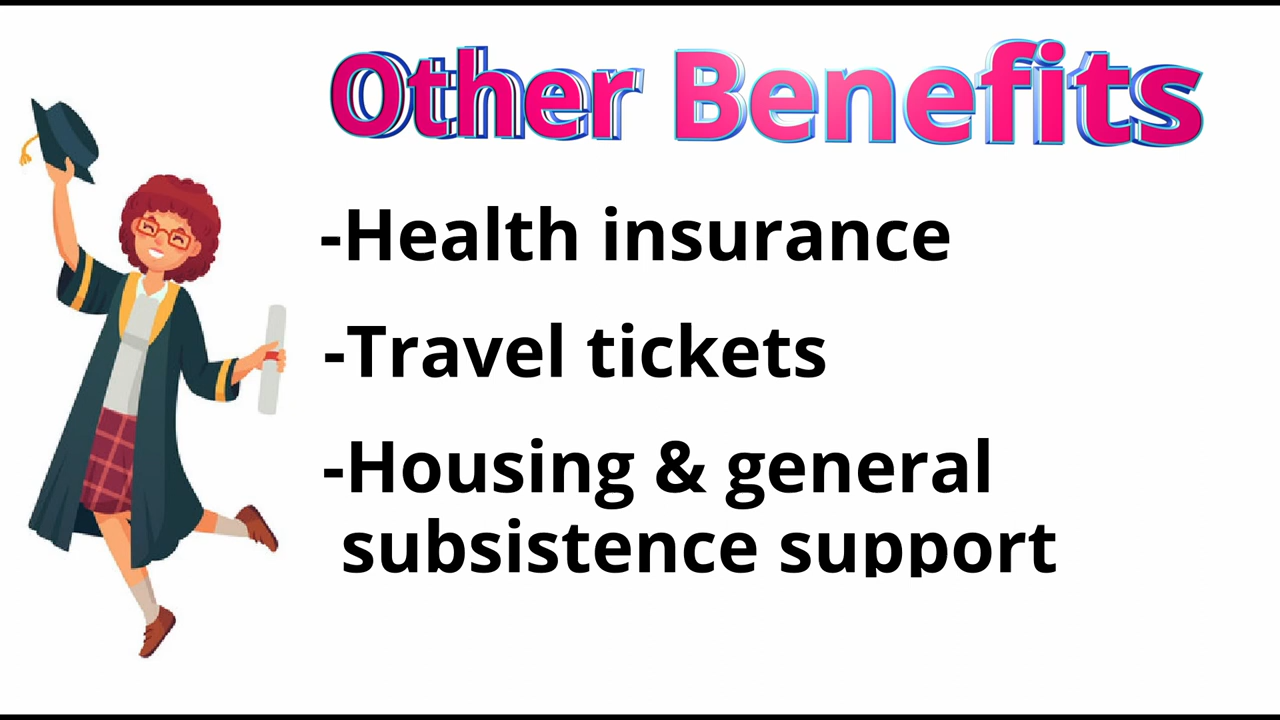 Other Benefits
-Health insurance
-Travel tickets
-Housing & general
subsistence support